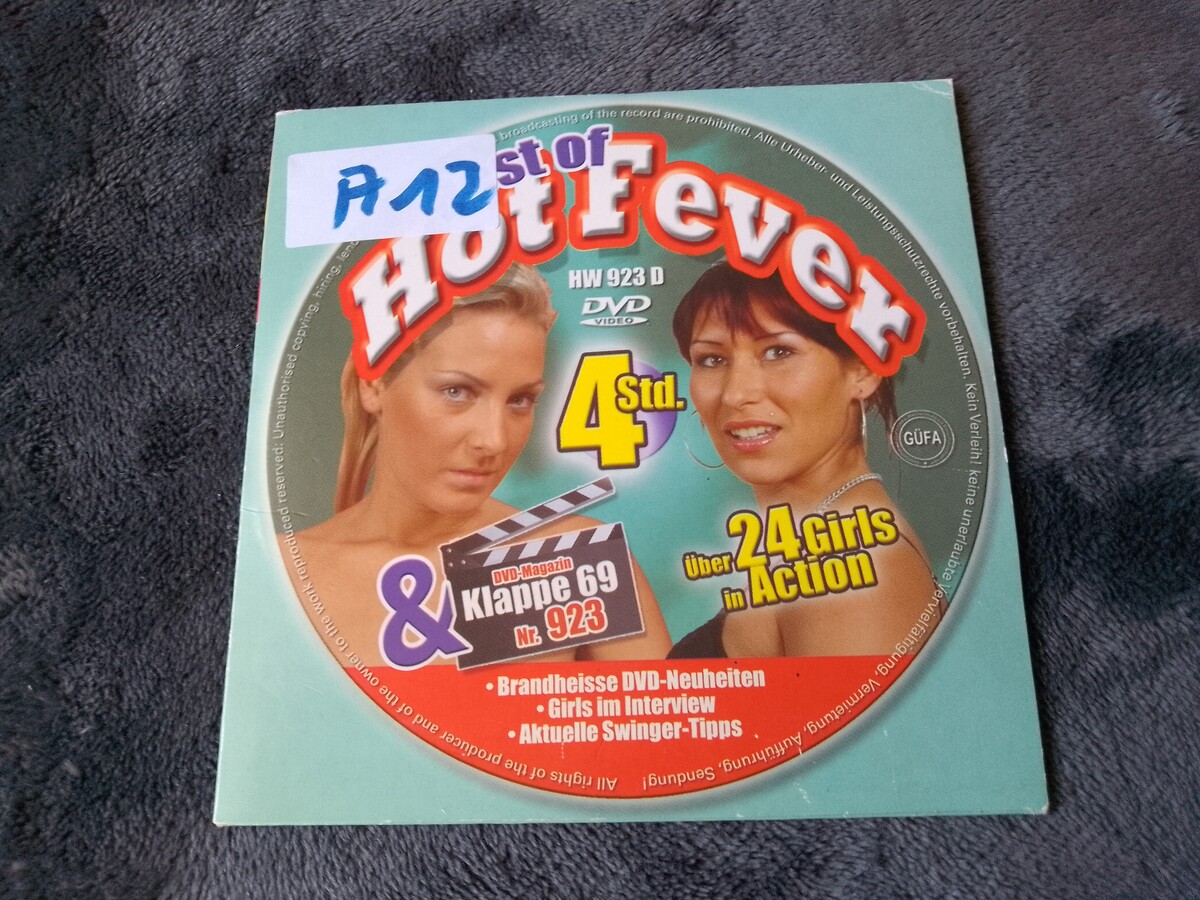 A12
st of
Hot Fever
HW 923 D
DVD
VIDEO
4 Std.
GÜFA
Über 24 Girls
in Action
&
DVD-Magazin
Klappe 69
Nr. 923
• Brandheisse DVD-Neuheiten
• Girls im Interview
• Aktuelle Swinger-Tipps
All rights of the producer and of the owner to the work reproduced reserved: Unauthorised copying, hiring, lend
broadcasting of the record are prohibited. Alle Urheber- und Leistungsschutzrechte vorbehalten. Kein Verleih! keine unerlaubte Vervielfältigung, Vermietung, Aufführung, Sendung!